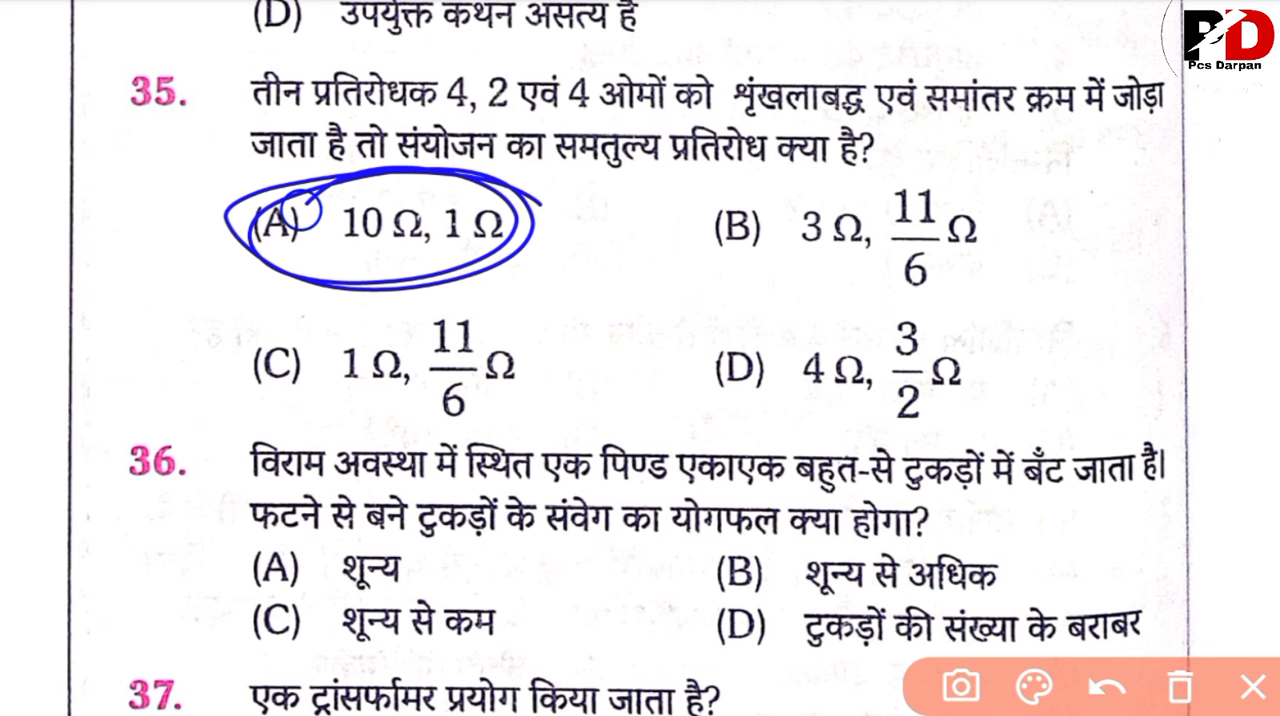 (D) उपर्युक्त कथन असत्य है
PD
Pcs Darpan
35. तीन प्रतिरोधक 4, 2 एवं 4 ओमों को शृंखलाबद्ध एवं समांतर क्रम में जोड़ा
जाता है तो संयोजन का समतुल्य प्रतिरोध क्या है?
(A) 10 Ω, 1 Ω (B) 3 Ω, 11/6 Ω
(C) 1 Ω, 11/6 Ω (D) 4 Ω, 3/2 Ω
36. विराम अवस्था में स्थित एक पिण्ड एकाएक बहुत-से टुकड़ों में बँट जाता है।
फटने से बने टुकड़ों के संवेग का योगफल क्या होगा?
(A) शून्य (B) शून्य से अधिक
(C) शून्य से कम (D) टुकड़ों की संख्या के बराबर
37. एक ट्रांसर्फामर प्रयोग किया जाता है?